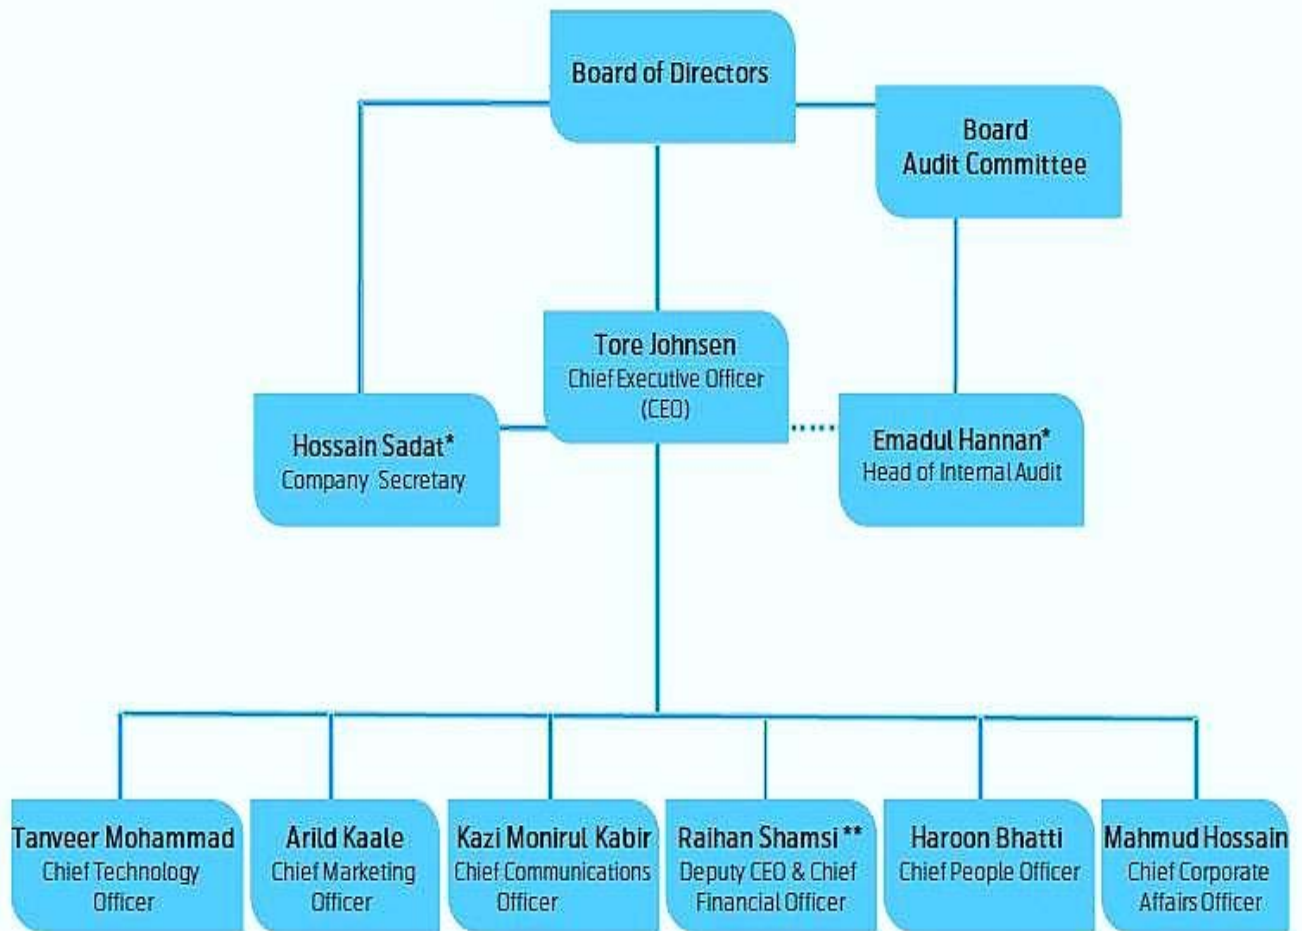 Board of Directors
Board
Audit Committee
Tore Johnsen
Chief Executive Officer
(CEO)
Hossain Sadat*
Company Secretary
Emadul Hannan*
Head of Internal Audit
Tanveer Mohammad
Chief Technology
Officer
Arild Kaale
Chief Marketing
Officer
Kazi Monirul Kabir
Chief Communications
Officer
Raihan Shamsi **
Deputy CEO & Chief
Financial Officer
Haroon Bhatti
Chief People Officer
Mahmud Hossain
Chief Corporate
Affairs Officer